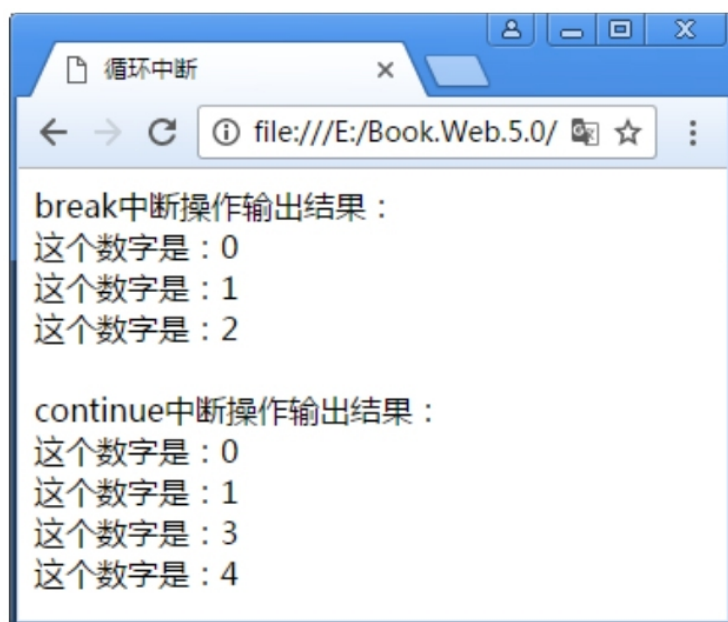 循环中断
file:///E:/Book.Web.5.0/
break中断操作输出结果：
这个数字是：0
这个数字是：1
这个数字是：2
continue中断操作输出结果：
这个数字是：0
这个数字是：1
这个数字是：3
这个数字是：4